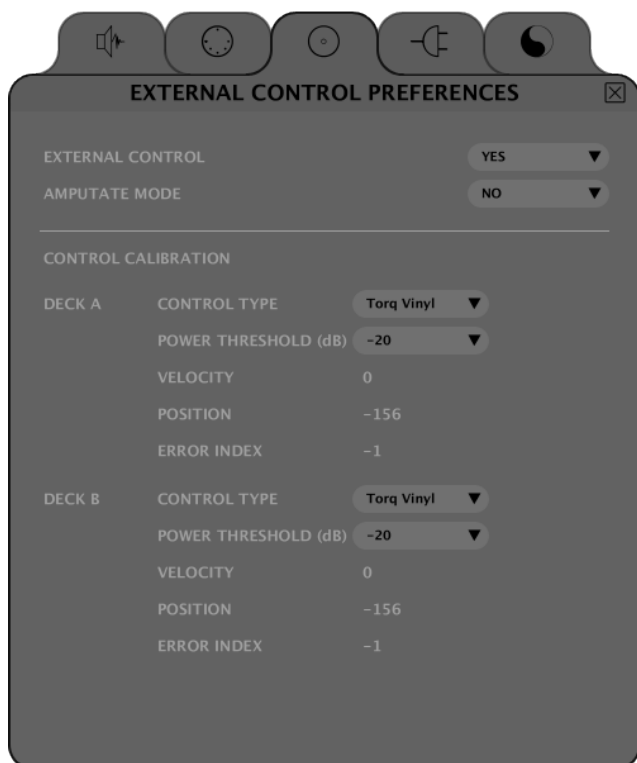 EXTERNAL CONTROL PREFERENCES
EXTERNAL CONTROL YES
AMPUTATE MODE NO
CONTROL CALIBRATION
DECK A CONTROL TYPE Torq Vinyl
POWER THRESHOLD (dB) -20
VELOCITY 0
POSITION -156
ERROR INDEX -1
DECK B CONTROL TYPE Torq Vinyl
POWER THRESHOLD (dB) -20
VELOCITY 0
POSITION -156
ERROR INDEX -1